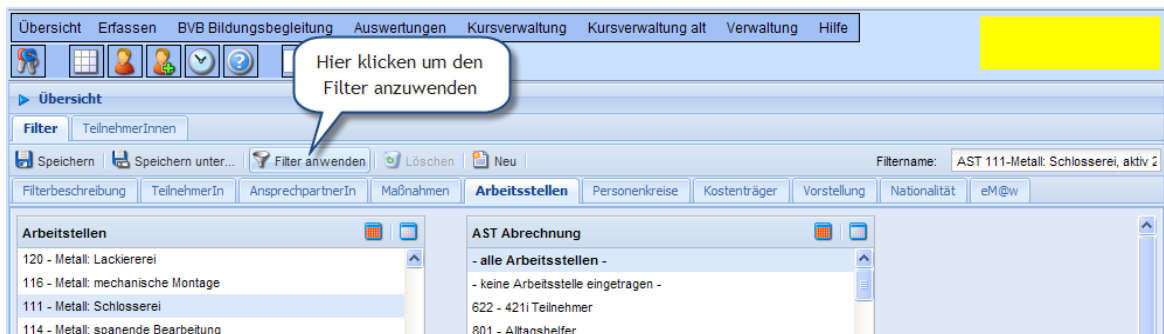 Übersicht Erfassen BVB Bildungsbegleitung Auswertungen Kursverwaltung Kursverwaltung alt Verwaltung Hilfe
Hier klicken um den
Filter anzuwenden
Übersicht
Filter TeilnehmerInnen
Speichern Speichern unter... Filter anwenden Löschen Neu Filtername: AST 111-Metall: Schlosserei, aktiv 2
Filterbeschreibung TeilnehmerIn AnsprechpartnerIn Maßnahmen Arbeitsstellen Personenkreise Kostenträger Vorstellung Nationalität eM@w
Arbeitstellen AST Abrechnung
120 - Metall: Lackiererei - alle Arbeitsstellen -
116 - Metall: mechanische Montage - keine Arbeitsstelle eingetragen -
111 - Metall: Schlosserei 622 - 421i Teilnehmer
114 - Metall: spanende Bearbeitung 801 - Alltagshelfer